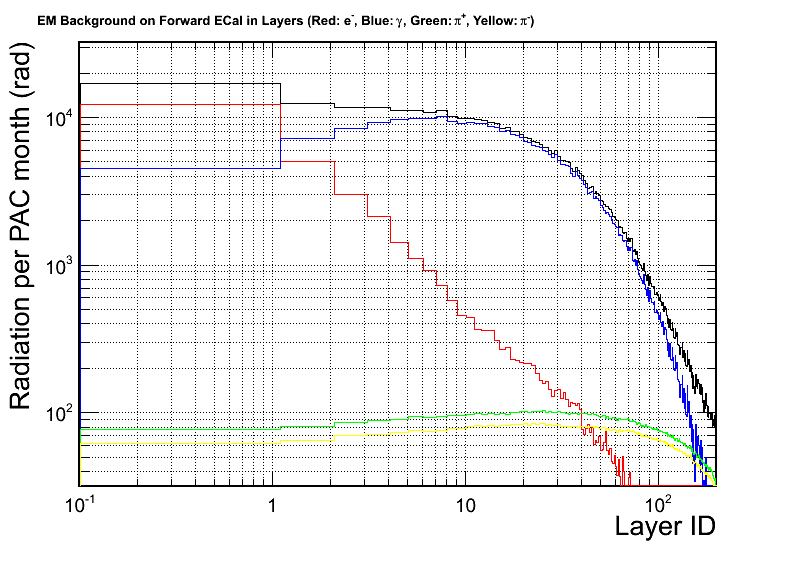 EM Background on Forward ECal in Layers (Red: e⁻, Blue: γ, Green: π⁺, Yellow: π⁻)
Radiation per PAC month (rad)
10⁴
10³
10²
10⁻¹ 1 10 10²
Layer ID